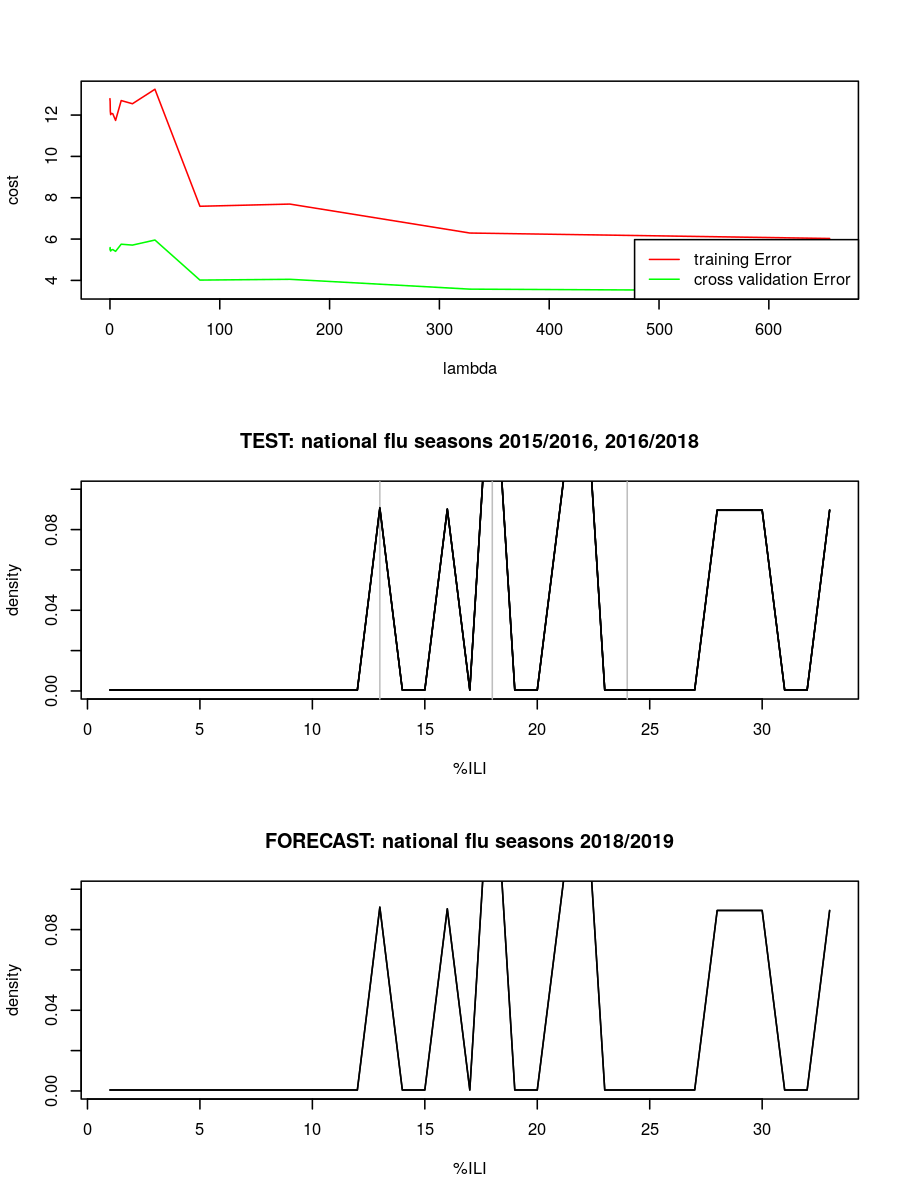 cost
12
10
8
6
4
training Error
cross validation Error
0 100 200 300 400 500 600
lambda
TEST: national flu seasons 2015/2016, 2016/2018
density
0.08
0.04
0.00
0 5 10 15 20 25 30
%ILI
FORECAST: national flu seasons 2018/2019
density
0.08
0.04
0.00
0 5 10 15 20 25 30
%ILI